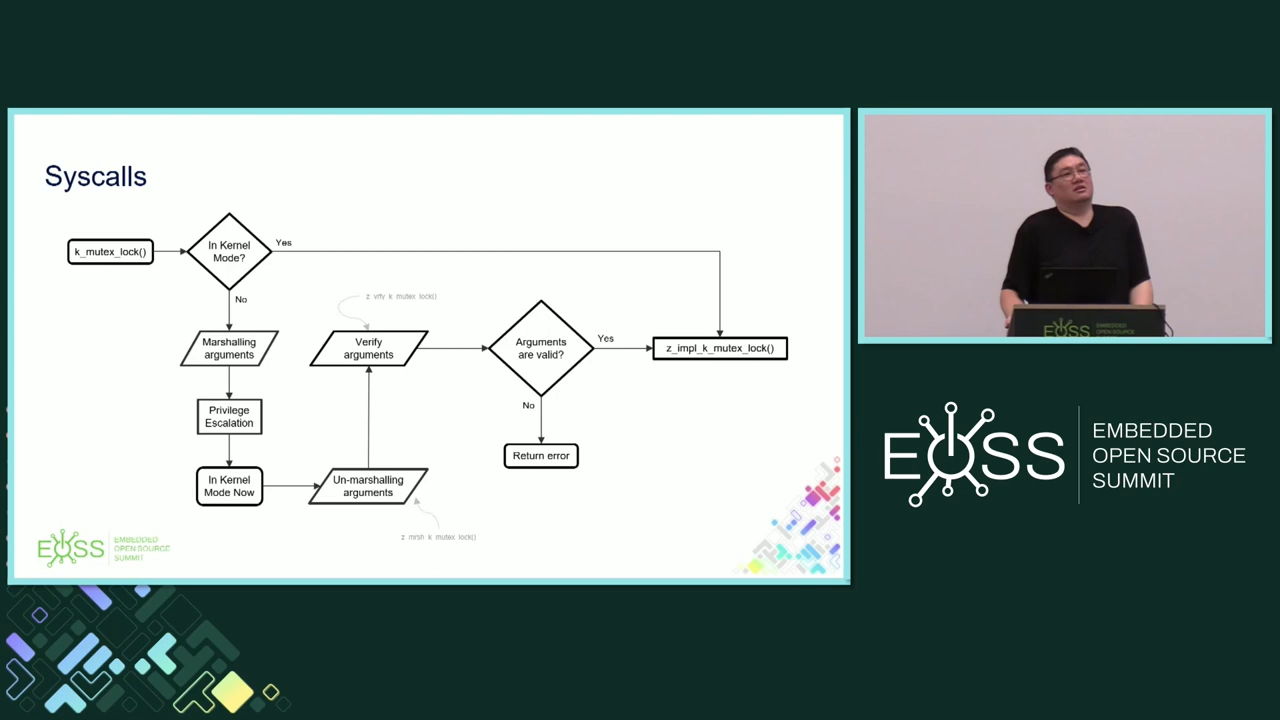 Syscalls
k_mutex_lock()
In Kernel
Mode?
Yes
No
Marshalling
arguments
Privilege
Escalation
In Kernel
Mode Now
Un-marshalling
arguments
z_mrsh_k_mutex_lock()
Verify
arguments
z_vrfy_k_mutex_lock()
Arguments
are valid?
Yes
No
Return error
z_impl_k_mutex_lock()
EOSS
EMBEDDED
OPEN SOURCE
SUMMIT
EOSS
EOSS
EMBEDDED
OPEN SOURCE
SUMMIT